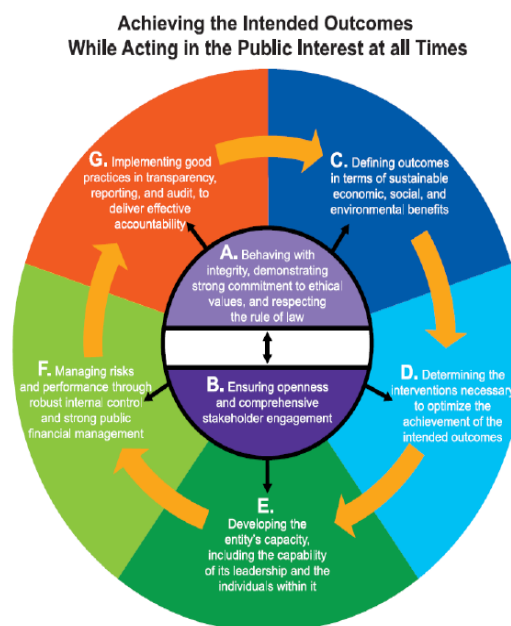 Achieving the Intended Outcomes
While Acting in the Public Interest at all Times
G. Implementing good
practices in transparency,
reporting, and audit, to
deliver effective
accountability
C. Defining outcomes
in terms of sustainable
economic, social, and
environmental benefits
A. Behaving with
integrity, demonstrating
strong commitment to ethical
values, and respecting
the rule of law
B. Ensuring openness
and comprehensive
stakeholder engagement
F. Managing risks
and performance through
robust internal control
and strong public
financial management
D. Determining the
interventions necessary
to optimize the
achievement of the
intended outcomes
E.
Developing the
entity's capacity,
including the capability
of its leadership and the
individuals within it